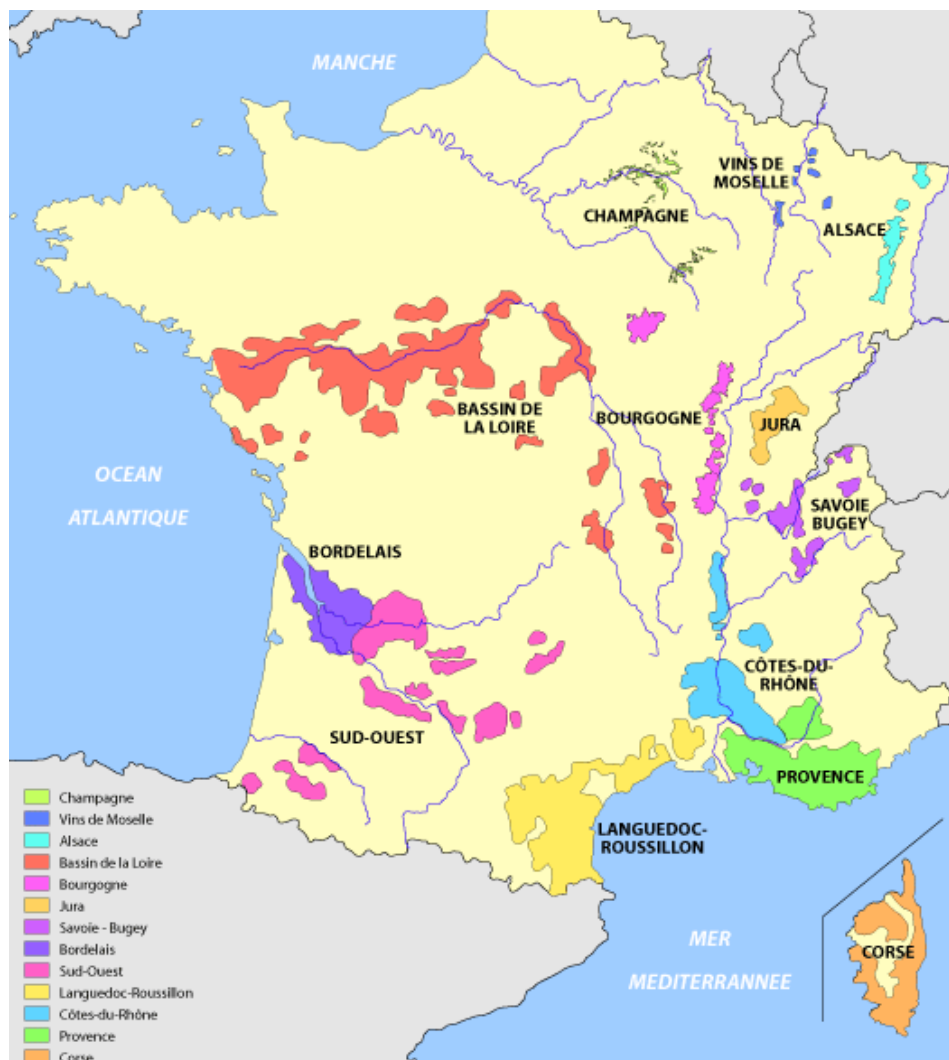 MANCHE
VINS DE
MOSELLE
CHAMPAGNE
ALSACE
BASSIN DE
LA LOIRE
BOURGOGNE
JURA
OCEAN
ATLANTIQUE
SAVOIE
BUGEY
BORDELAIS
CÔTES-DU-
RHÔNE
SUD-OUEST
PROVENCE
LANGUEDOC-
ROUSSILLON
MER
MEDITERRANNEE
CORSE
Champagne
Vins de Moselle
Alsace
Bassin de la Loire
Bourgogne
Jura
Savoie - Bugey
Bordelais
Sud-Ouest
Languedoc-Roussillon
Côtes-du-Rhône
Provence
Corse